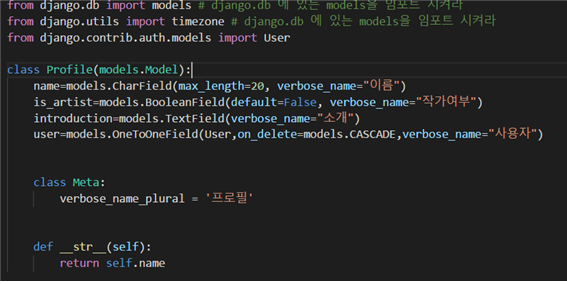 from django.db import models # django.db 에 있는 models을 임포트 시켜라
from django.utils import timezone # django.db 에 있는 models을 임포트 시켜라
from django.contrib.auth.models import User
class Profile(models.Model):
name=models.CharField(max_length=20, verbose_name="이름")
is_artist=models.BooleanField(default=False, verbose_name="작가여부")
introduction=models.TextField(verbose_name="소개")
user=models.OneToOneField(User,on_delete=models.CASCADE,verbose_name="사용자")
class Meta:
verbose_name_plural = '프로필'
def __str__(self):
return self.name